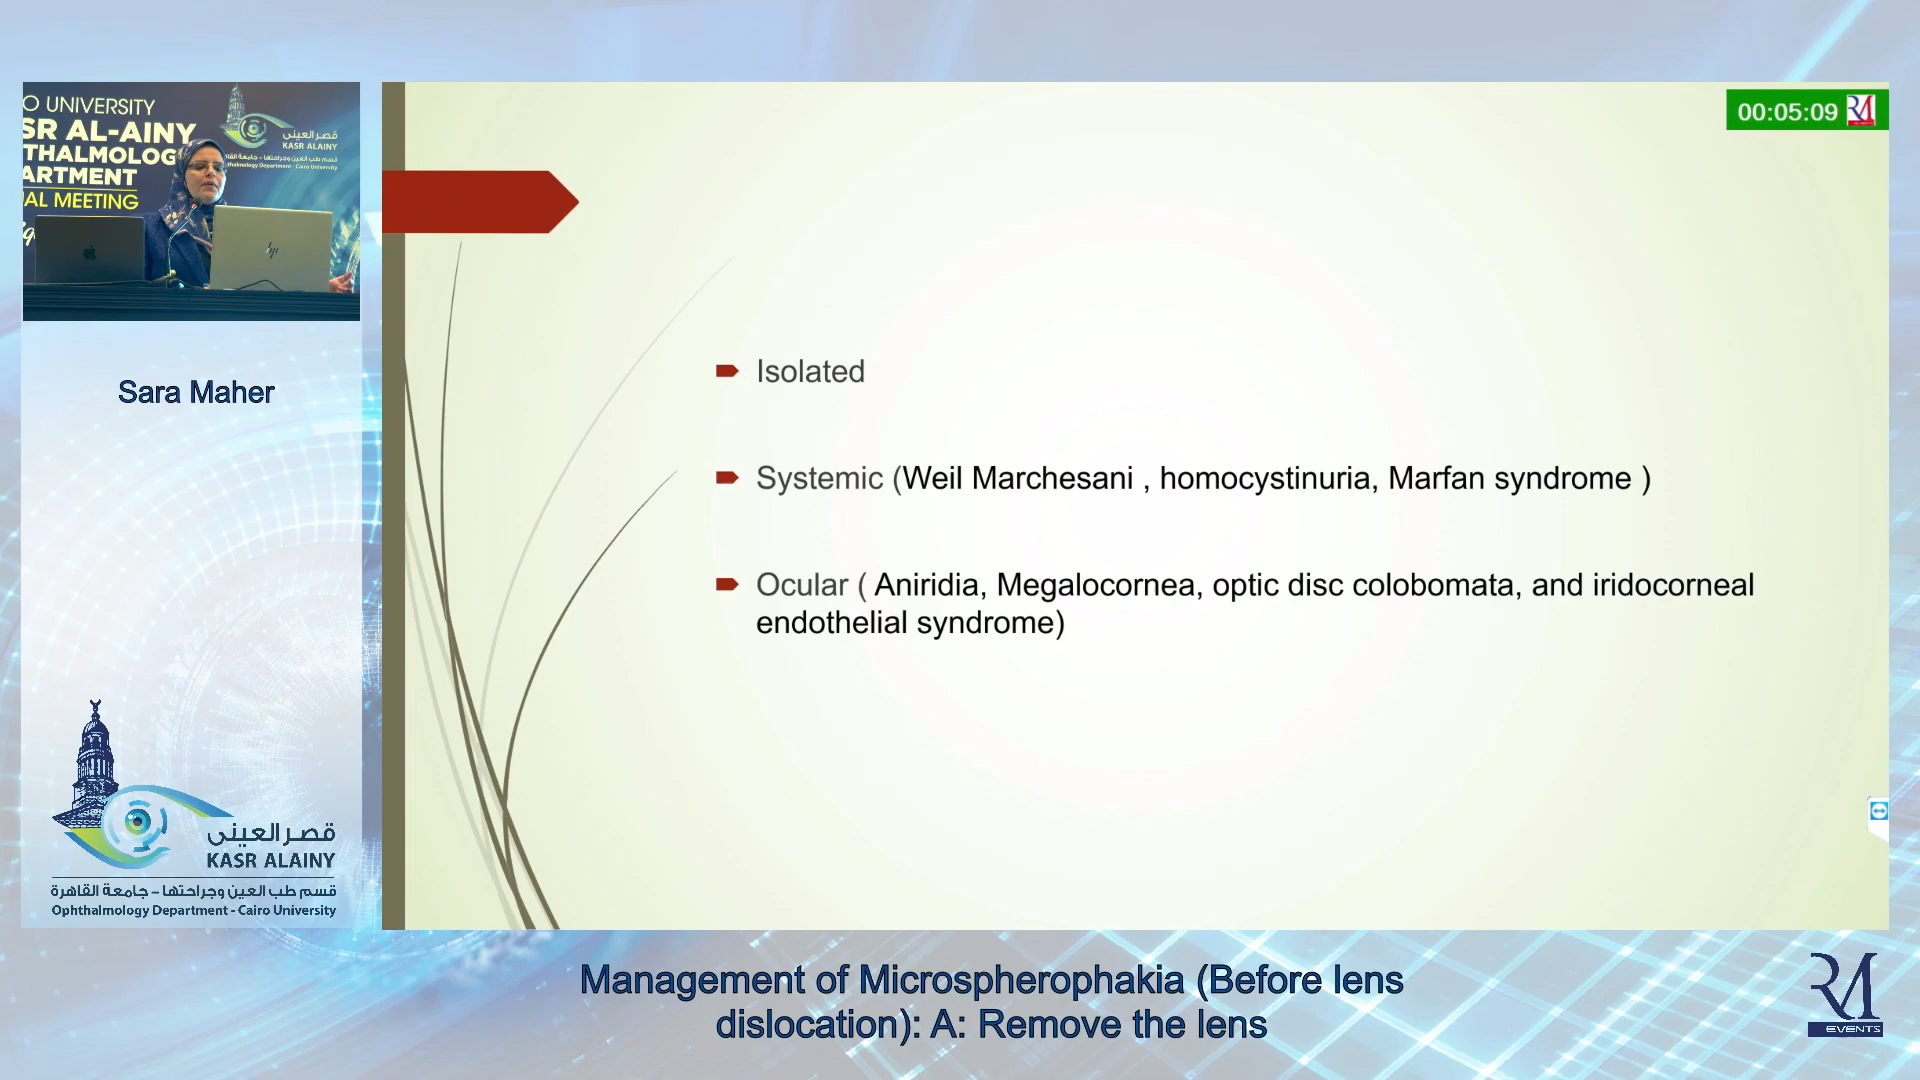 O UNIVERSITY
SR AL-AINY
THALMOLOG
ARTMENT
AL MEETING
قصر العيني
KASR ALAINY
00:05:09
Isolated
Systemic (Weil Marchesani , homocystinuria, Marfan syndrome )
Ocular ( Aniridia, Megalocornea, optic disc colobomata, and iridocorneal
endothelial syndrome)
Sara Maher
قصر العينى
KASR ALAINY
قسم طب العين وجراحتها – جامعة القاهرة
Ophthalmology Department - Cairo University
Management of Microspherophakia (Before lens
dislocation): A: Remove the lens
RM
EVENTS